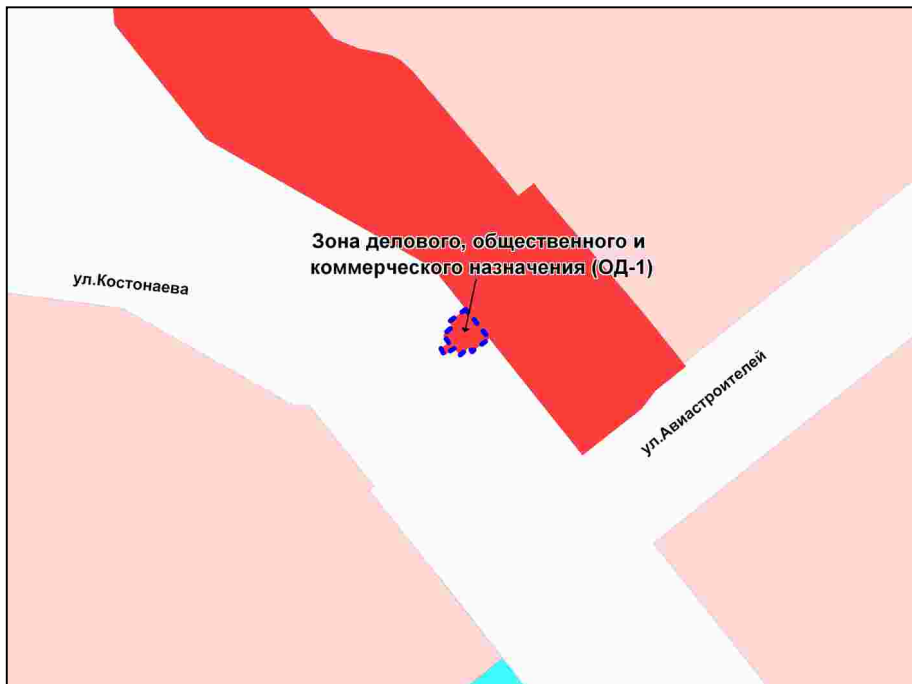 Зона делового, общественного и
коммерческого назначения (ОД-1)
ул.Костонаева
ул.Авиастроителей